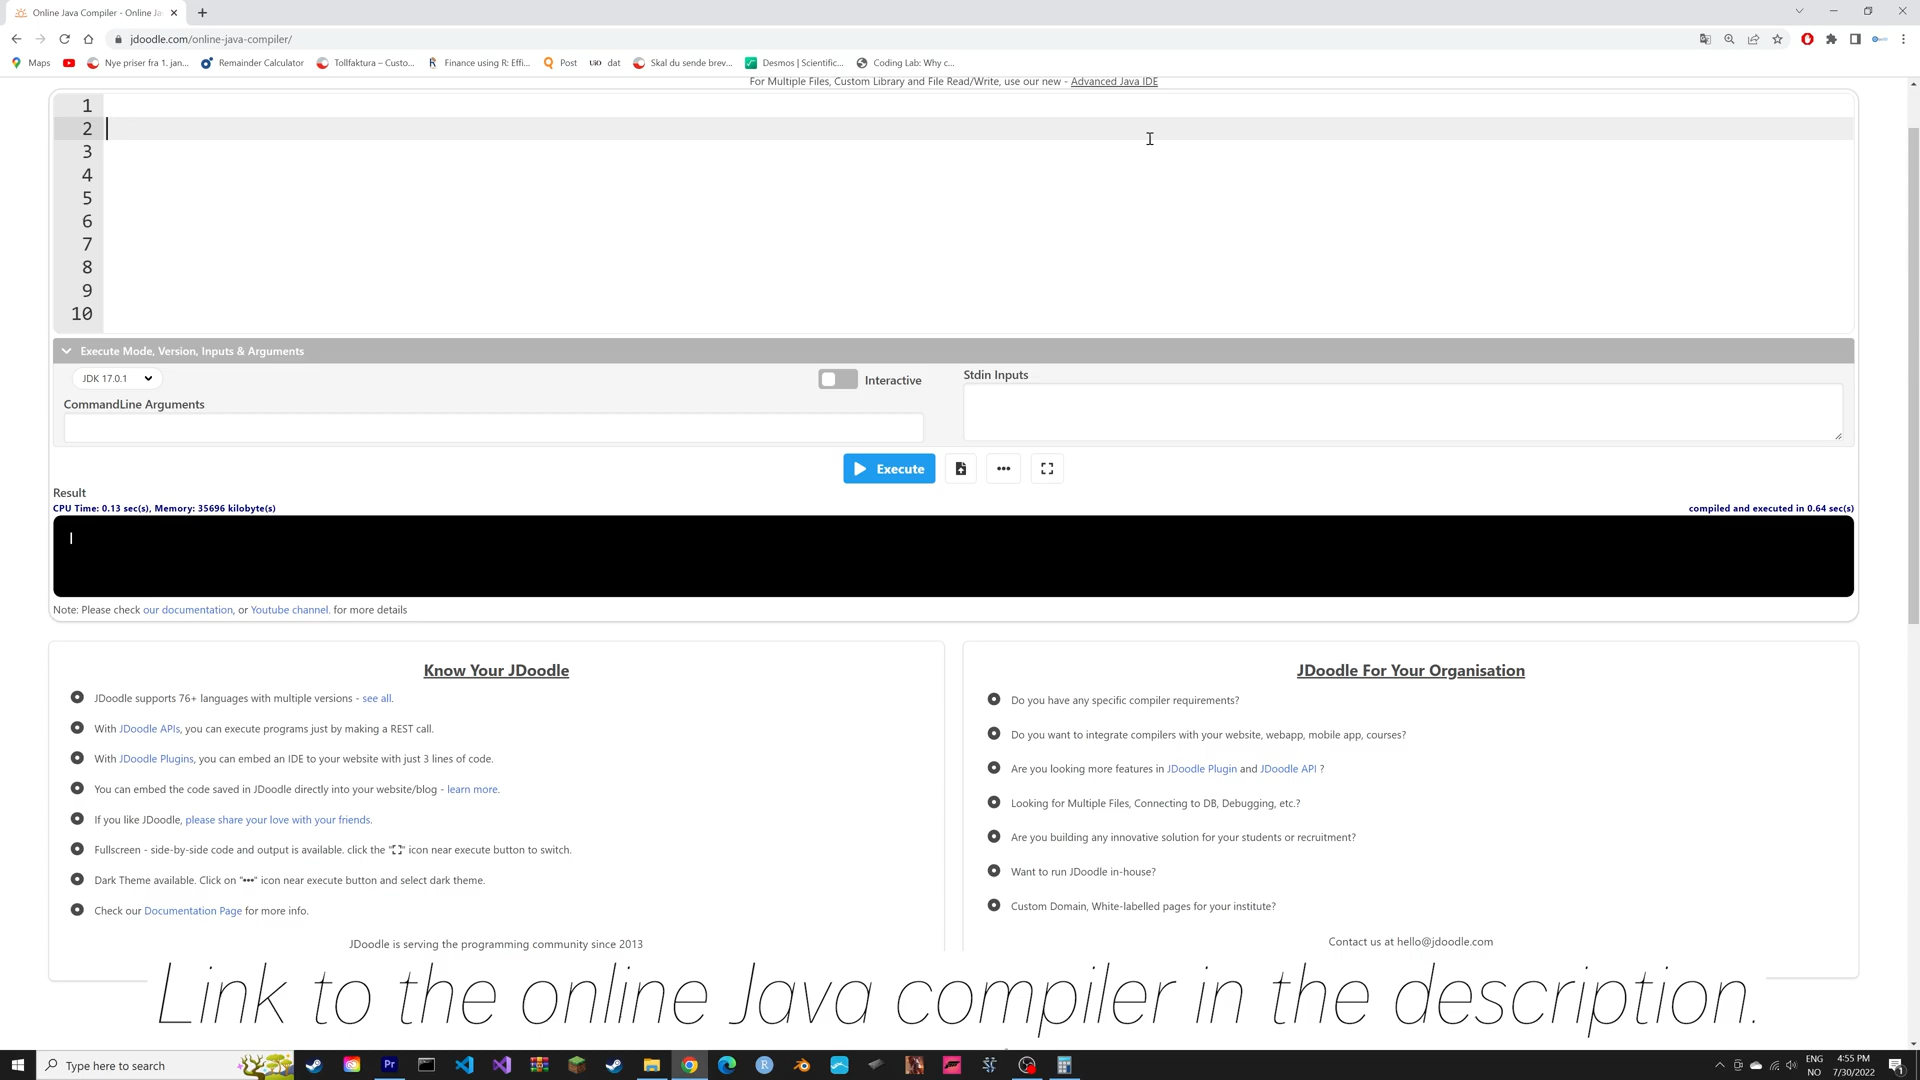 Online Java Compiler - Online Ja
jdoodle.com/online-java-compiler/
Maps
Nye priser fra 1. jan...
Remainder Calculator
Tollfaktura – Custo...
Finance using R: Effi...
Post
UiO dat
Skal du sende brev...
Desmos | Scientific...
Coding Lab: Why c...
For Multiple Files, Custom Library and File Read/Write, use our new - Advanced Java IDE
1
2
3
4
5
6
7
8
9
10
Execute Mode, Version, Inputs & Arguments
JDK 17.0.1
Interactive
Stdin Inputs
CommandLine Arguments
Execute
Result
CPU Time: 0.13 sec(s), Memory: 35696 kilobyte(s)
compiled and executed in 0.64 sec(s)
Note: Please check our documentation, or Youtube channel. for more details
Know Your JDoodle
JDoodle supports 76+ languages with multiple versions - see all.
With JDoodle APIs, you can execute programs just by making a REST call.
With JDoodle Plugins, you can embed an IDE to your website with just 3 lines of code.
You can embed the code saved in JDoodle directly into your website/blog - learn more.
If you like JDoodle, please share your love with your friends.
Fullscreen - side-by-side code and output is available. click the "⛶" icon near execute button to switch.
Dark Theme available. Click on "•••" icon near execute button and select dark theme.
Check our Documentation Page for more info.
JDoodle is serving the programming community since 2013
JDoodle For Your Organisation
Do you have any specific compiler requirements?
Do you want to integrate compilers with your website, webapp, mobile app, courses?
Are you looking more features in JDoodle Plugin and JDoodle API ?
Looking for Multiple Files, Connecting to DB, Debugging, etc.?
Are you building any innovative solution for your students or recruitment?
Want to run JDoodle in-house?
Custom Domain, White-labelled pages for your institute?
Contact us at hello@jdoodle.com
Link to the online Java compiler in the description.
Type here to search
Pr
R
ENG
NO
4:55 PM
7/30/2022
1